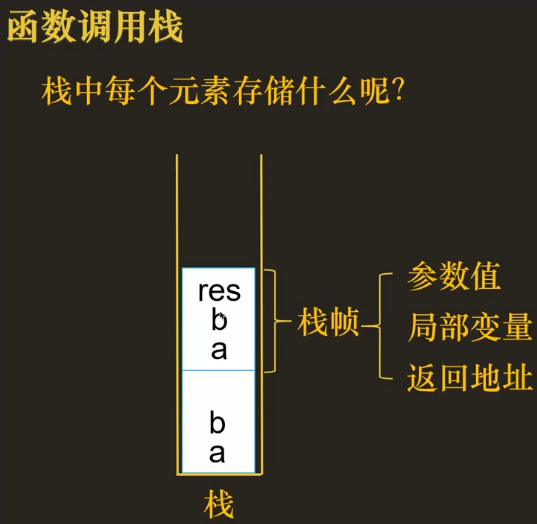 函数调用栈
栈中每个元素存储什么呢?
res
b
a
b
a
栈帧
参数值
局部变量
返回地址
栈